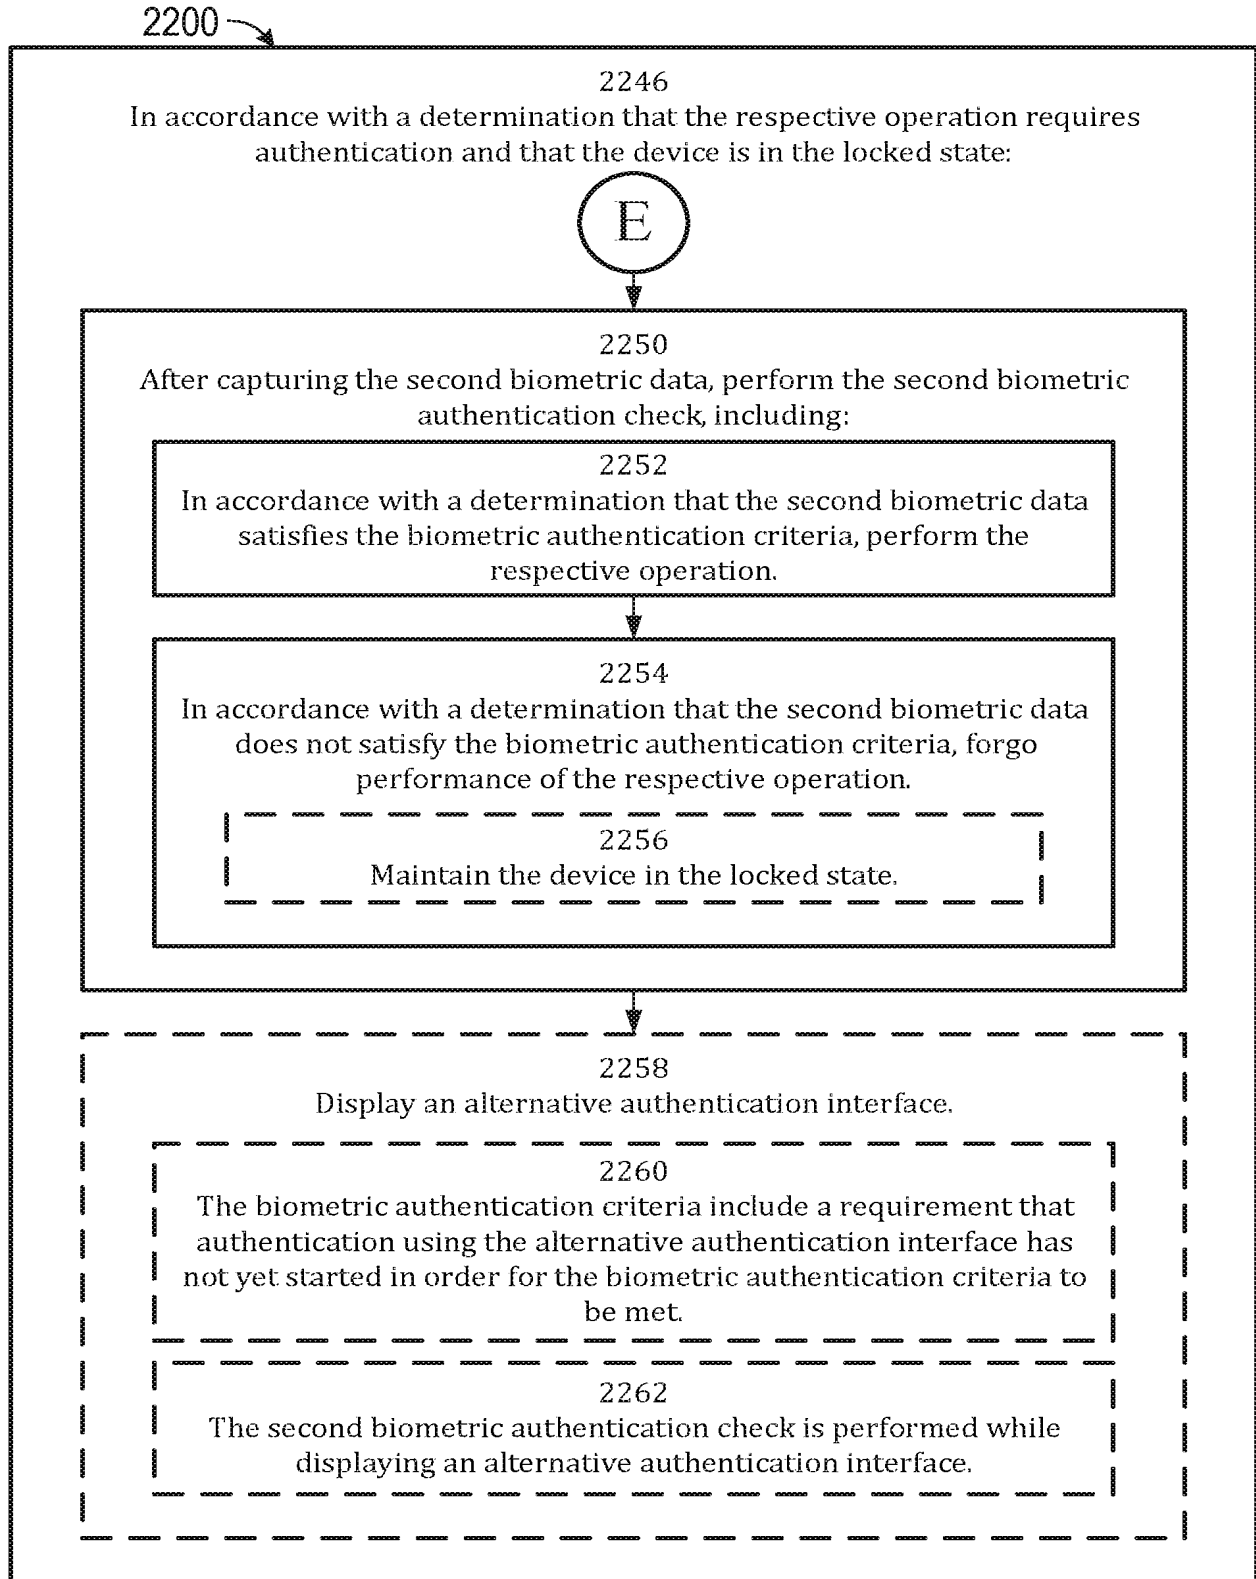 2200
2246
In accordance with a determination that the respective operation requires
authentication and that the device is in the locked state:
E
2250
After capturing the second biometric data, perform the second biometric
authentication check, including:
2252
In accordance with a determination that the second biometric data
satisfies the biometric authentication criteria, perform the
respective operation.
2254
In accordance with a determination that the second biometric data
does not satisfy the biometric authentication criteria, forgo
performance of the respective operation.
2256
Maintain the device in the locked state.
2258
Display an alternative authentication interface.
2260
The biometric authentication criteria include a requirement that
authentication using the alternative authentication interface has
not yet started in order for the biometric authentication criteria to
be met.
2262
The second biometric authentication check is performed while
displaying an alternative authentication interface.